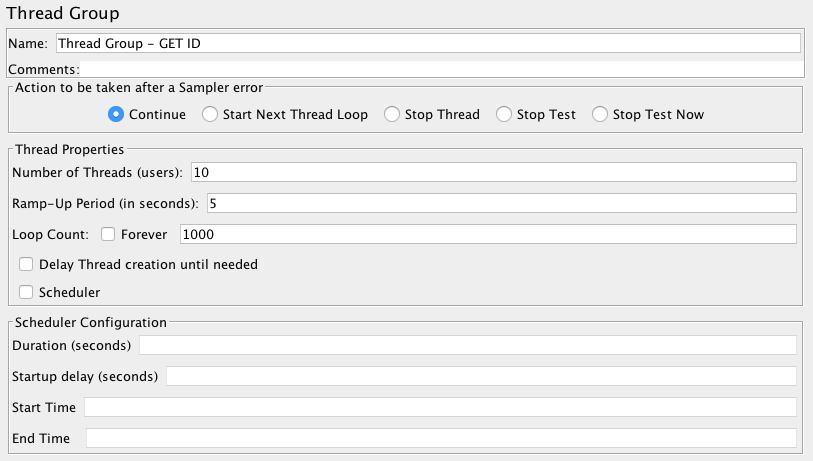 Thread Group
Name: Thread Group - GET ID
Comments:
Action to be taken after a Sampler error
Continue Start Next Thread Loop Stop Thread Stop Test Stop Test Now
Thread Properties
Number of Threads (users): 10
Ramp-Up Period (in seconds): 5
Loop Count: Forever 1000
Delay Thread creation until needed
Scheduler
Scheduler Configuration
Duration (seconds)
Startup delay (seconds)
Start Time
End Time